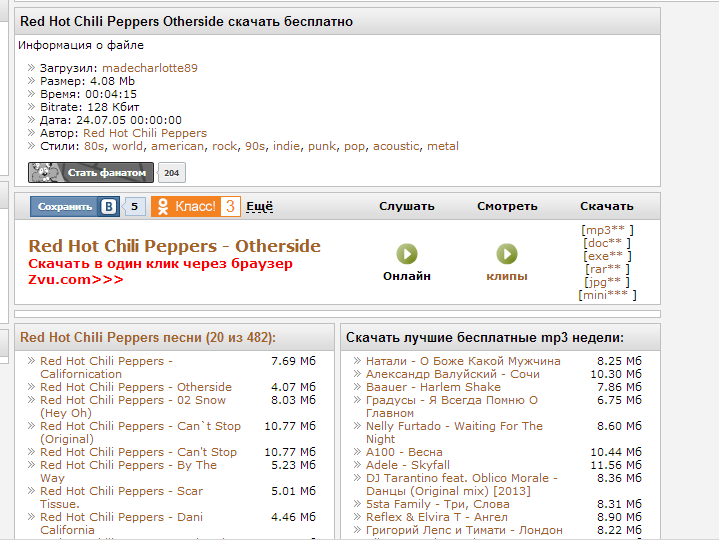 Red Hot Chili Peppers Otherside скачать бесплатно
Информация о файле
Загрузил: madecharlotte89
Размер: 4.08 Mb
Время: 00:04:15
Bitrate: 128 Кбит
Дата: 24.07.05 00:00:00
Автор: Red Hot Chili Peppers
Стили: 80s, world, american, rock, 90s, indie, punk, pop, acoustic, metal
Стать фанатом 204
Сохранить B 5 Класс! 3 Ещё
Слушать Смотреть Скачать
Red Hot Chili Peppers - Otherside
Скачать в один клик через браузер
Zvu.com>>>
Онлайн
клипы
[mp3** ]
[doc** ]
[exe** ]
[rar** ]
[jpg** ]
[mini*** ]
Red Hot Chili Peppers песни (20 из 482):
Red Hot Chili Peppers - 7.69 Мб
Californication
Red Hot Chili Peppers - Otherside 4.07 Мб
Red Hot Chili Peppers - 02 Snow 8.03 Мб
(Hey Oh)
Red Hot Chili Peppers - Can`t Stop 10.77 Мб
(Original)
Red Hot Chili Peppers - Can't Stop 10.77 Мб
Red Hot Chili Peppers - By The 5.23 Мб
Way
Red Hot Chili Peppers - Scar 5.01 Мб
Tissue.
Red Hot Chili Peppers - Dani 4.46 Мб
California
Скачать лучшие бесплатные mp3 недели:
Натали - О Боже Какой Мужчина 8.25 Мб
Александр Валуйский - Сочи 10.30 Мб
Baauer - Harlem Shake 7.86 Мб
Градусы - Я Всегда Помню О 6.75 Мб
Главном
Nelly Furtado - Waiting For The 8.60 Мб
Night
А100 - Весна 10.44 Мб
Adele - Skyfall 11.56 Мб
DJ Tarantino feat. Oblico Morale - 8.36 Мб
Dанцы (Original mix) [2013]
5sta Family - Три, Слова 8.31 Мб
Reflex & Elvira T - Ангел 8.90 Мб
Григорий Лепс и Тимати - Лондон 8.22 Мб